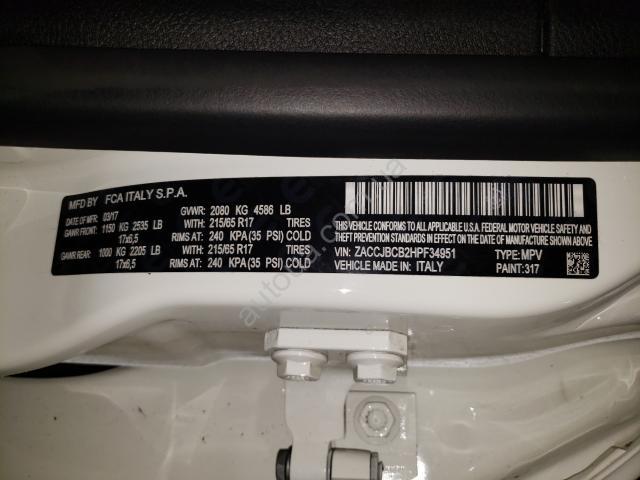 MFD BY FCA ITALY S.P.A.
DATE OF MFR: 03/17 GVWR: 2080 KG 4586 LB
GAWR FRONT: 1150 KG 2535 LB WITH: 215/65 R17 TIRES
17x6,5 RIMS AT: 240 KPA (35 PSI) COLD
GAWR REAR: 1000 KG 2205 LB WITH: 215/65 R17 TIRES
17x6,5 RIMS AT: 240 KPA (35 PSI) COLD
THIS VEHICLE CONFORMS TO ALL APPLICABLE U.S.A. FEDERAL MOTOR VEHICLE SAFETY AND
THEFT PREVENTION STANDARDS IN EFFECT ON THE DATE OF MANUFACTURE SHOWN ABOVE.
VIN: ZACCJBCB2HPF34951 TYPE: MPV
VEHICLE MADE IN: ITALY PAINT: 317